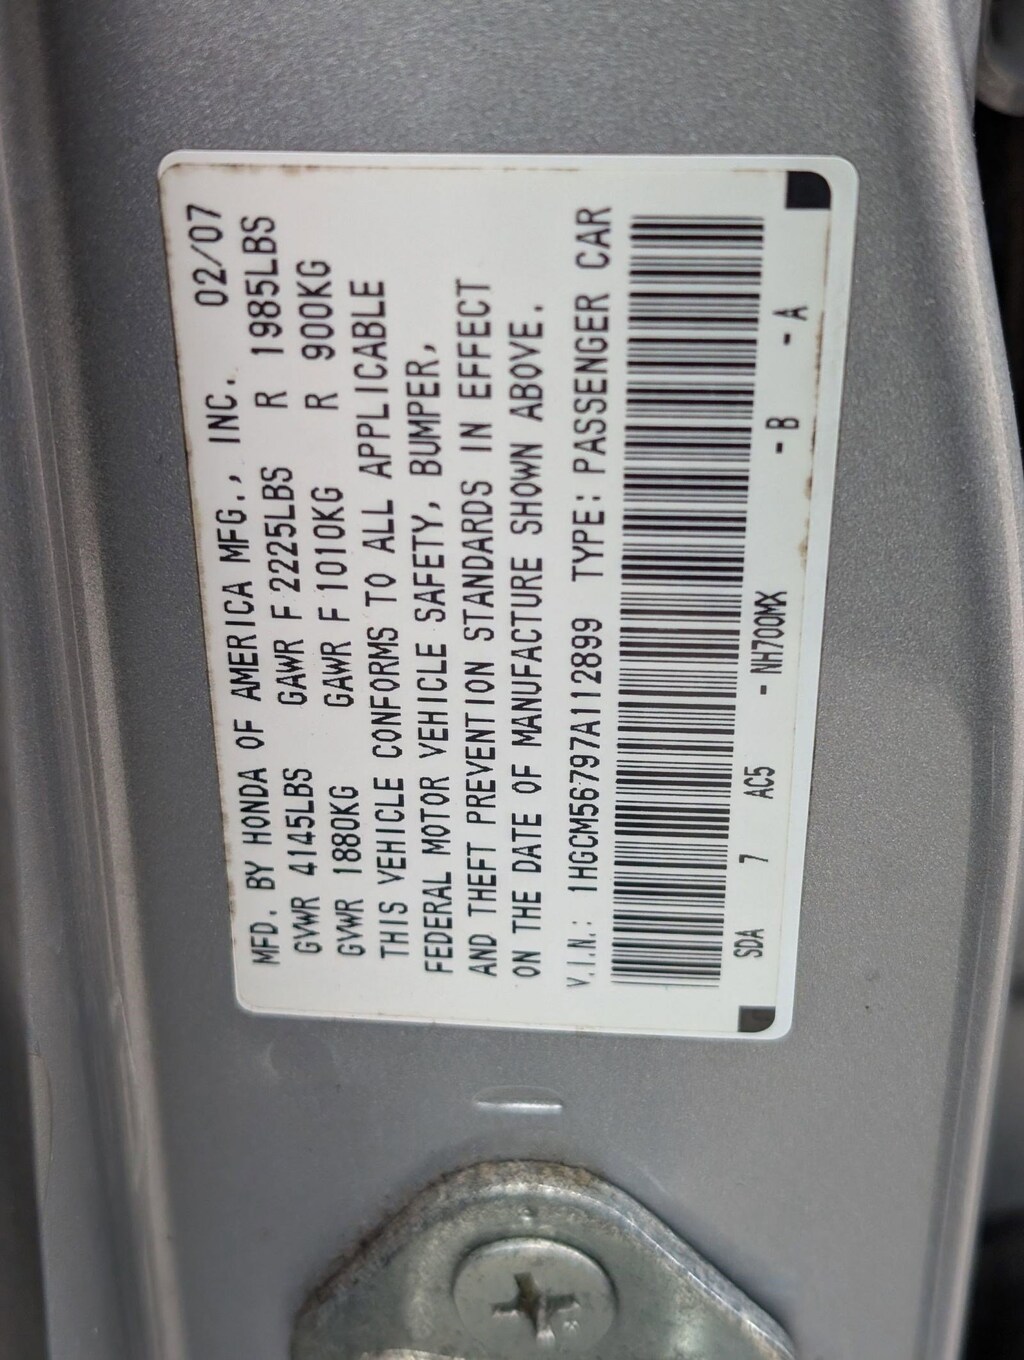 MFD. BY HONDA OF AMERICA MFG., INC. 02/07
GVWR 4145LBS GAWR F 2225LBS R 1985LBS
GVWR 1880KG GAWR F 1010KG R 900KG
THIS VEHICLE CONFORMS TO ALL APPLICABLE
FEDERAL MOTOR VEHICLE SAFETY, BUMPER,
AND THEFT PREVENTION STANDARDS IN EFFECT
ON THE DATE OF MANUFACTURE SHOWN ABOVE.
V.I.N.: 1HGCM56797A112899 TYPE: PASSENGER CAR
SDA 7 AC5 - NH700MX - B - A